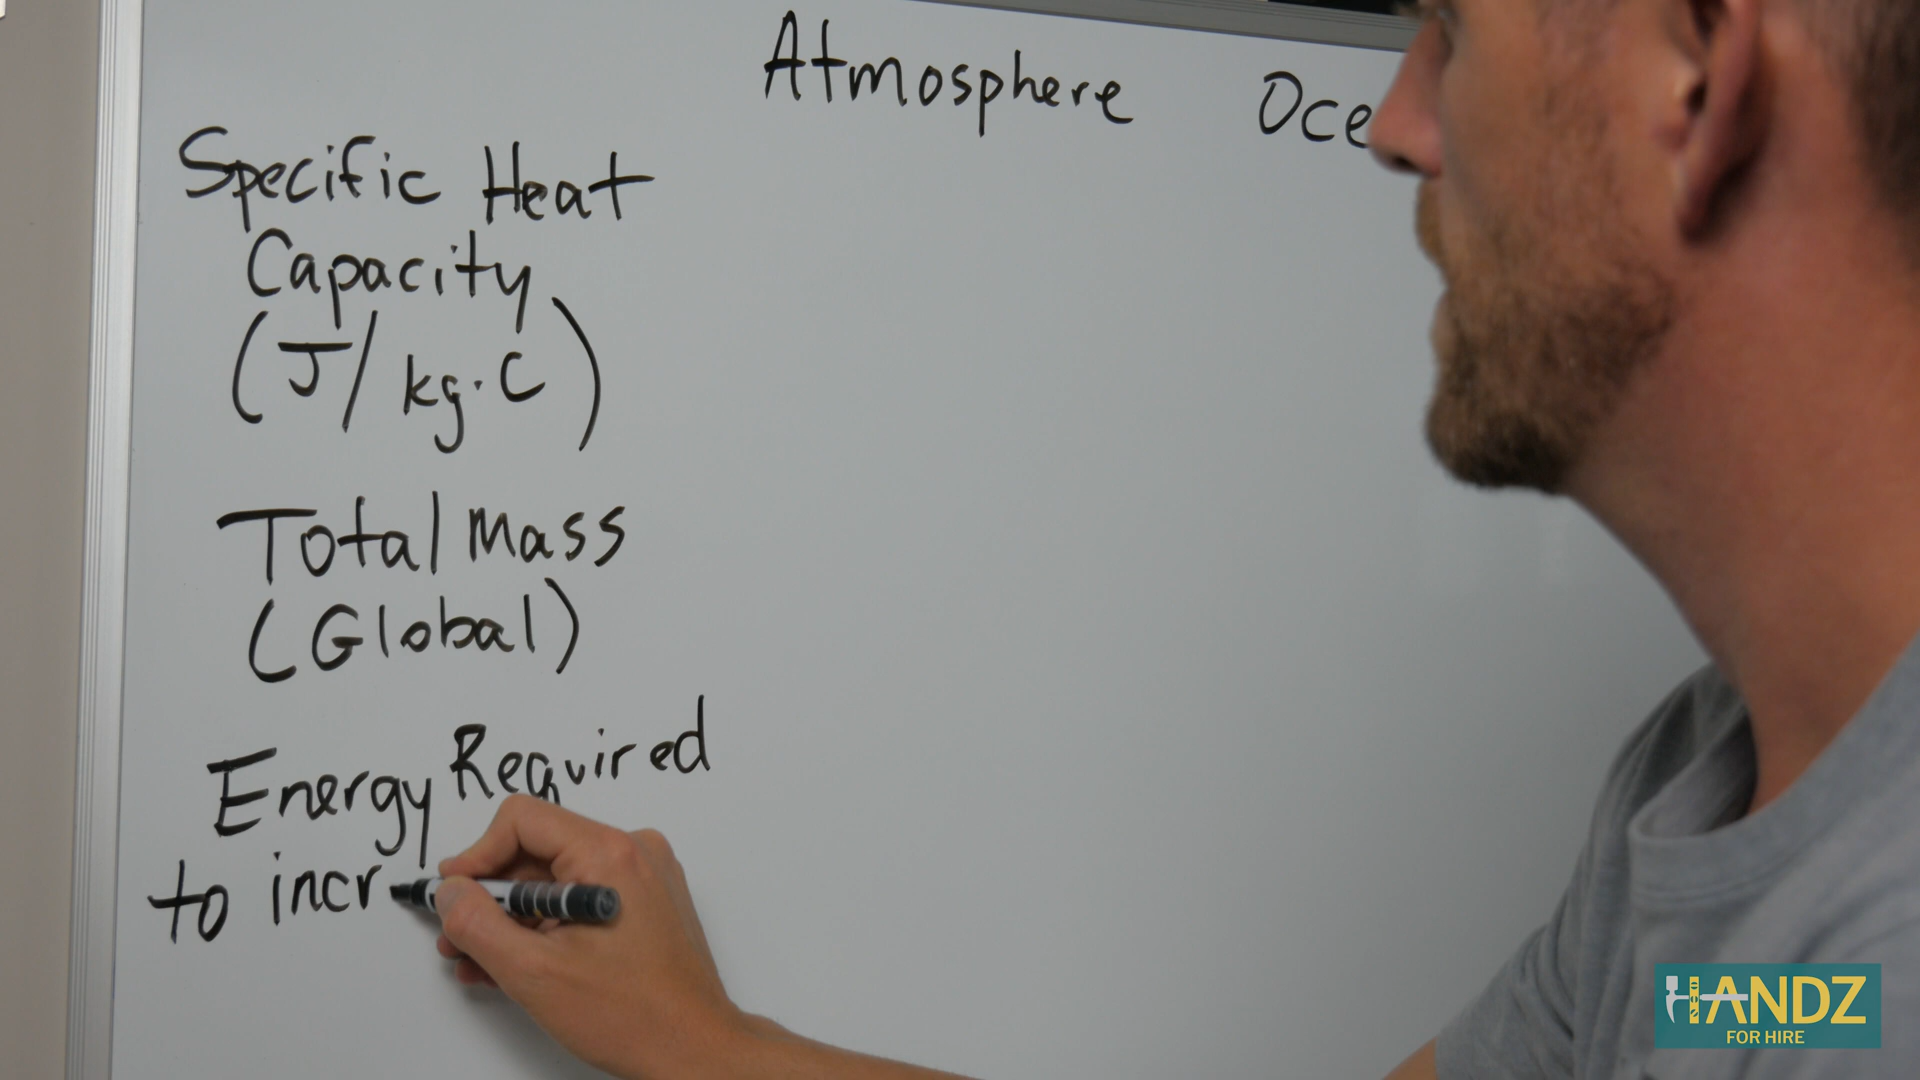 Atmosphere Oce
Specific Heat
Capacity
(J/kg·C)
Total Mass
(Global)
Energy Required
to incr
HANDZ
FOR HIRE